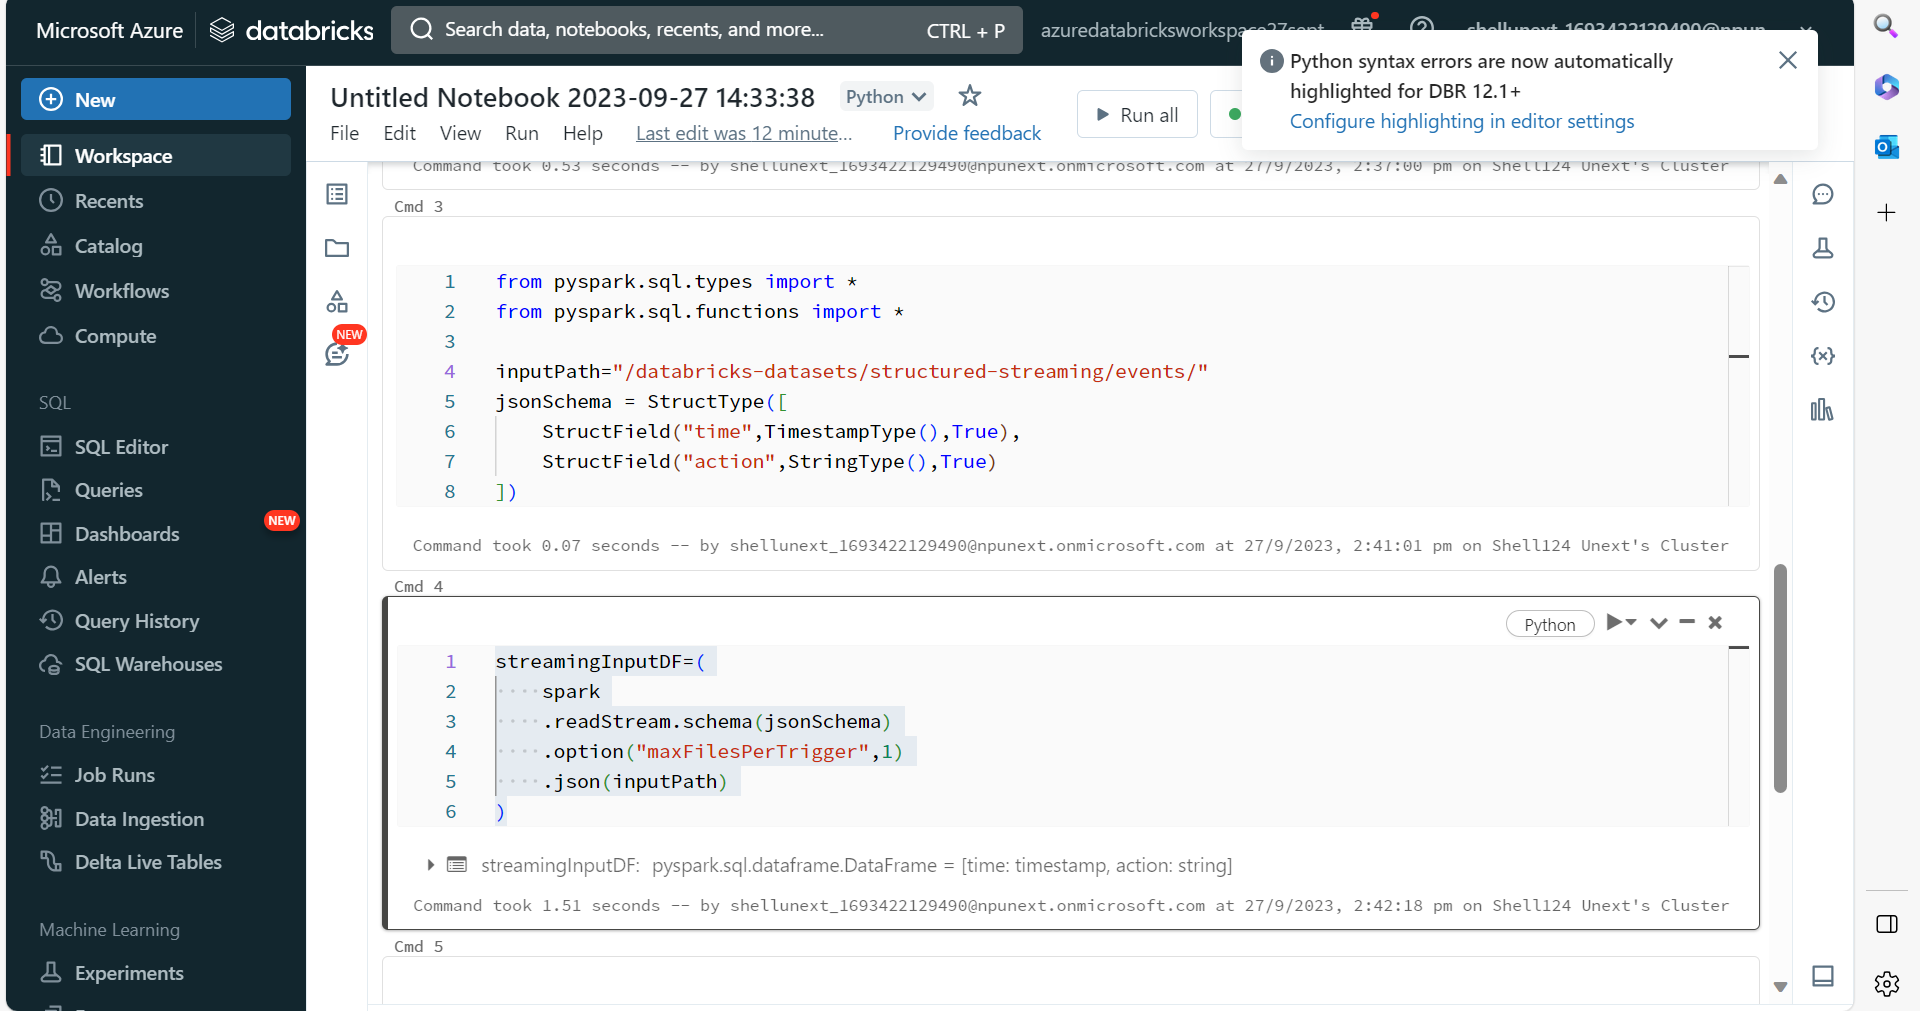 Microsoft Azure
databricks
Search data, notebooks, recents, and more...
CTRL + P
azuredatabricksworkspace27sept
shellunext_1693422129490@npun...
Python syntax errors are now automatically
highlighted for DBR 12.1+
Configure highlighting in editor settings
New
Workspace
Recents
Catalog
Workflows
Compute
SQL
SQL Editor
Queries
Dashboards
NEW
Alerts
Query History
SQL Warehouses
Data Engineering
Job Runs
Data Ingestion
Delta Live Tables
Machine Learning
Experiments
Untitled Notebook 2023-09-27 14:33:38
Python
Run all
File Edit View Run Help Last edit was 12 minute... Provide feedback
NEW
Command took 0.53 seconds -- by shellunext_1693422129490@npunext.onmicrosoft.com at 27/9/2023, 2:37:00 pm on Shell124 Unext's Cluster
Cmd 3
1 from pyspark.sql.types import *
2 from pyspark.sql.functions import *
3
4 inputPath="/databricks-datasets/structured-streaming/events/"
5 jsonSchema = StructType([
6 StructField("time",TimestampType(),True),
7 StructField("action",StringType(),True)
8 ])
Command took 0.07 seconds -- by shellunext_1693422129490@npunext.onmicrosoft.com at 27/9/2023, 2:41:01 pm on Shell124 Unext's Cluster
Cmd 4
Python
1 streamingInputDF=(
2 ····spark
3 ····.readStream.schema(jsonSchema)
4 ····.option("maxFilesPerTrigger",1)
5 ····.json(inputPath)
6 )
streamingInputDF: pyspark.sql.dataframe.DataFrame = [time: timestamp, action: string]
Command took 1.51 seconds -- by shellunext_1693422129490@npunext.onmicrosoft.com at 27/9/2023, 2:42:18 pm on Shell124 Unext's Cluster
Cmd 5